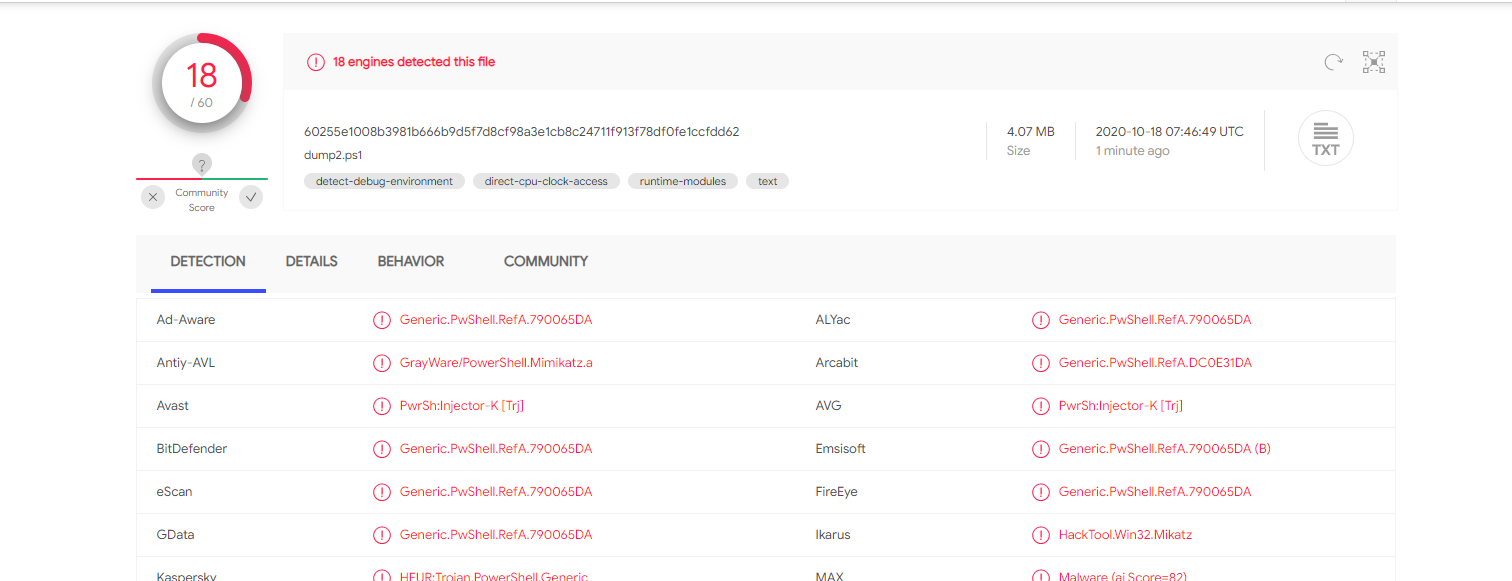 18
/ 60
?
Community
Score
18 engines detected this file
60255e1008b3981b666b9d5f7d8cf98a3e1cb8c24711f913f78df0fe1ccfdd62
dump2.ps1
detect-debug-environment direct-cpu-clock-access runtime-modules text
4.07 MB
Size
2020-10-18 07:46:49 UTC
1 minute ago
TXT
DETECTION DETAILS BEHAVIOR COMMUNITY
Ad-Aware Generic.PwShell.RefA.790065DA ALYac Generic.PwShell.RefA.790065DA
Antiy-AVL GrayWare/PowerShell.Mimikatz.a Arcabit Generic.PwShell.RefA.DC0E31DA
Avast PwrSh:Injector-K [Trj] AVG PwrSh:Injector-K [Trj]
BitDefender Generic.PwShell.RefA.790065DA Emsisoft Generic.PwShell.RefA.790065DA (B)
eScan Generic.PwShell.RefA.790065DA FireEye Generic.PwShell.RefA.790065DA
GData Generic.PwShell.RefA.790065DA Ikarus HackTool.Win32.Mikatz
Kaspersky HEUR:Trojan.PowerShell.Generic MAX Malware (ai Score=82)